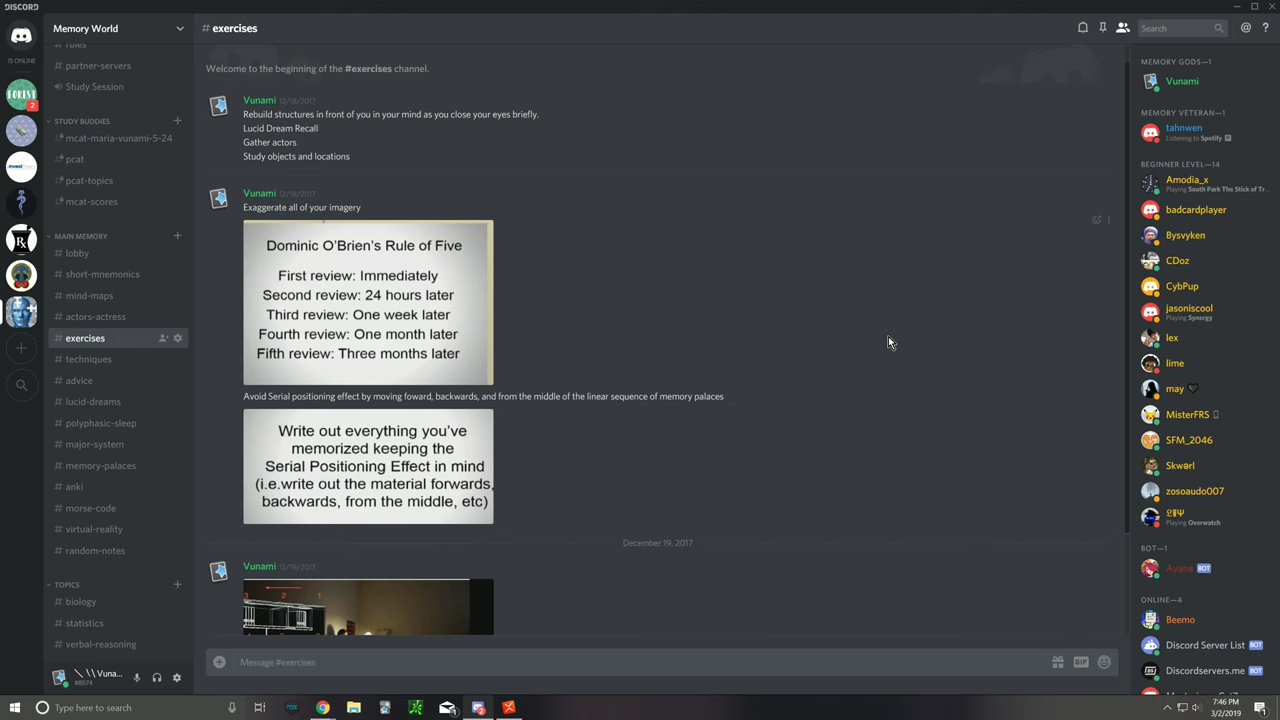 DISCORD
Memory World
# exercises
Search
15 ONLINE
rules
partner-servers
Study Session
STUDY BUDDIES
mcat-maria-vunami-5-24
pcat
pcat-topics
mcat-scores
MAIN MEMORY
# lobby
# short-mnemonics
# mind-maps
# actors-actress
# exercises
# techniques
# advice
# lucid-dreams
# polyphasic-sleep
# major-system
# memory-palaces
# anki
# morse-code
# virtual-reality
# random-notes
TOPICS
# biology
# statistics
# verbal-reasoning
\ \\ Vuna...
#8574
FOREST
2
Welcome to the beginning of the #exercises channel.
Vunami 12/18/2017
Rebuild structures in front of you in your mind as you close your eyes briefly.
Lucid Dream Recall
Gather actors
Study objects and locations
Vunami 12/18/2017
Exaggerate all of your imagery
Dominic O'Brien's Rule of Five
First review: Immediately
Second review: 24 hours later
Third review: One week later
Fourth review: One month later
Fifth review: Three months later
Avoid Serial positioning effect by moving foward, backwards, and from the middle of the linear sequence of memory palaces
Write out everything you've
memorized keeping the
Serial Positioning Effect in mind
(i.e.write out the material forwards,
backwards, from the middle, etc)
December 19, 2017
Vunami 12/19/2017
3 2 1
Message #exercises
GIF
MEMORY GODS—1
Vunami
MEMORY VETERAN—1
tahnwen
Listening to Spotify
BEGINNER LEVEL—14
Amodia_x
Playing South Park The Stick of Tr...
badcardplayer
Bysvyken
CDoz
CybPup
jasoniscool
Playing Synergy
lex
lime
may
MisterFRS
SFM_2046
Skwərl
zosoaudo007
Playing Overwatch
BOT—1
Ayana BOT
ONLINE—4
Beemo
Discord Server List BOT
Discordservers.me BOT
Type here to search
7:46 PM
3/2/2019